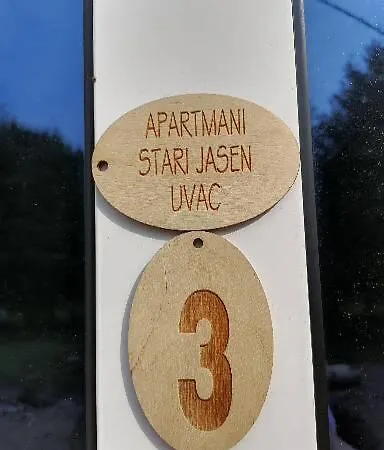 APARTMANI
STARI JASEN
UVAC
3